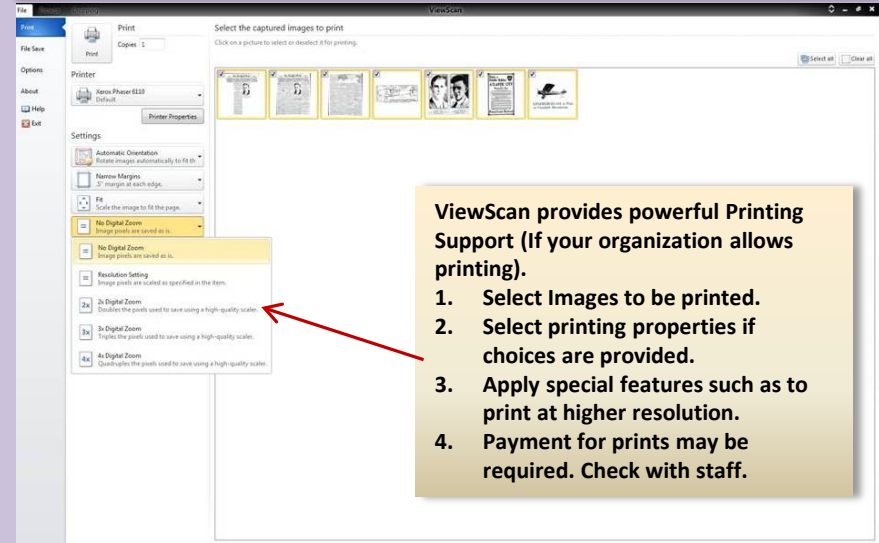 File
ViewScan
Print
File Save
Options
About
Help
Exit
Print
Print
Copies 1
Printer
Xerox Phaser 6110
Default
Printer Properties
Settings
Automatic Orientation
Rotate images automatically to fit th
Narrow Margins
.5" margin at each edge.
Fit
Scale the image to fit the page.
No Digital Zoom
Image pixels are saved as is.
No Digital Zoom
Image pixels are saved as is.
Resolution Setting
Image pixels are scaled as specified in the item.
2x 2x Digital Zoom
Doubles the pixels used to save using a high-quality scaler.
3x 3x Digital Zoom
Triples the pixels used to save using a high-quality scaler.
4x 4x Digital Zoom
Quadruples the pixels used to save using a high-quality scaler.
Select the captured images to print
Click on a picture to select or deselect it for printing.
Select all Clear all
ViewScan provides powerful Printing
Support (If your organization allows
printing).
1. Select Images to be printed.
2. Select printing properties if
choices are provided.
3. Apply special features such as to
print at higher resolution.
4. Payment for prints may be
required. Check with staff.